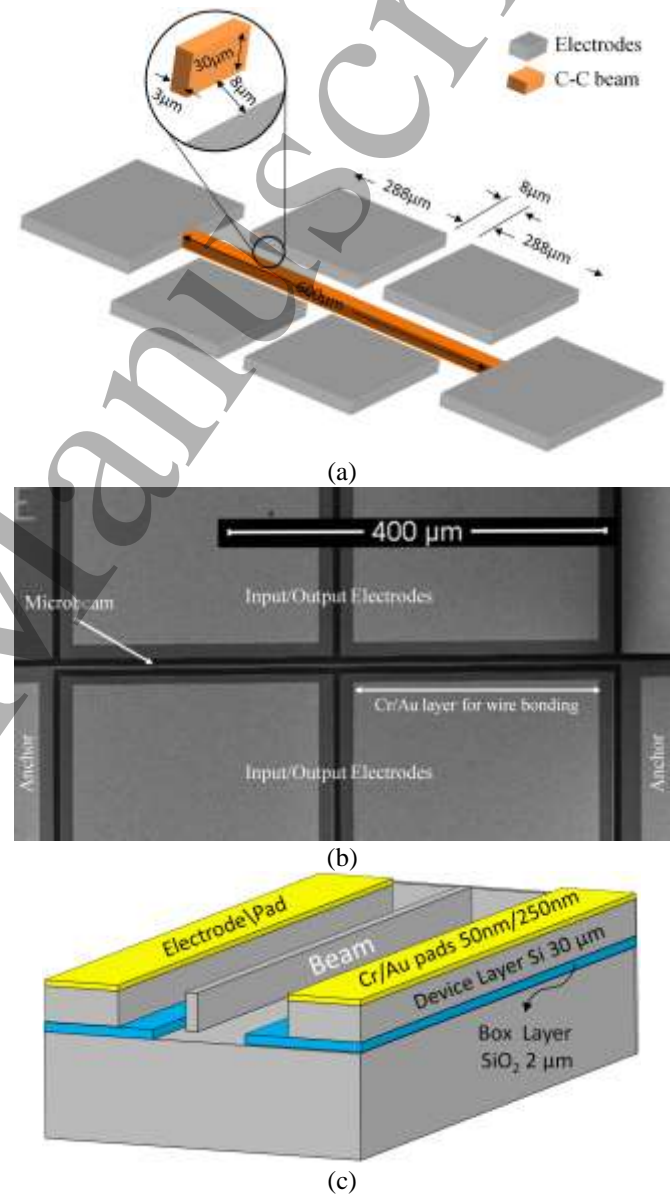 Electrodes
C-C beam
30µm
3µm
8µm
288µm
8µm
288µm
600µm
(a)
400 µm
Microbeam
Input/Output Electrodes
Cr/Au layer for wire bonding
Anchor
Input/Output Electrodes
Anchor
(b)
Electrode\Pad
Beam
Cr/Au pads 50nm/250nm
Device Layer Si 30 µm
Box Layer
SiO₂ 2 µm
(c)